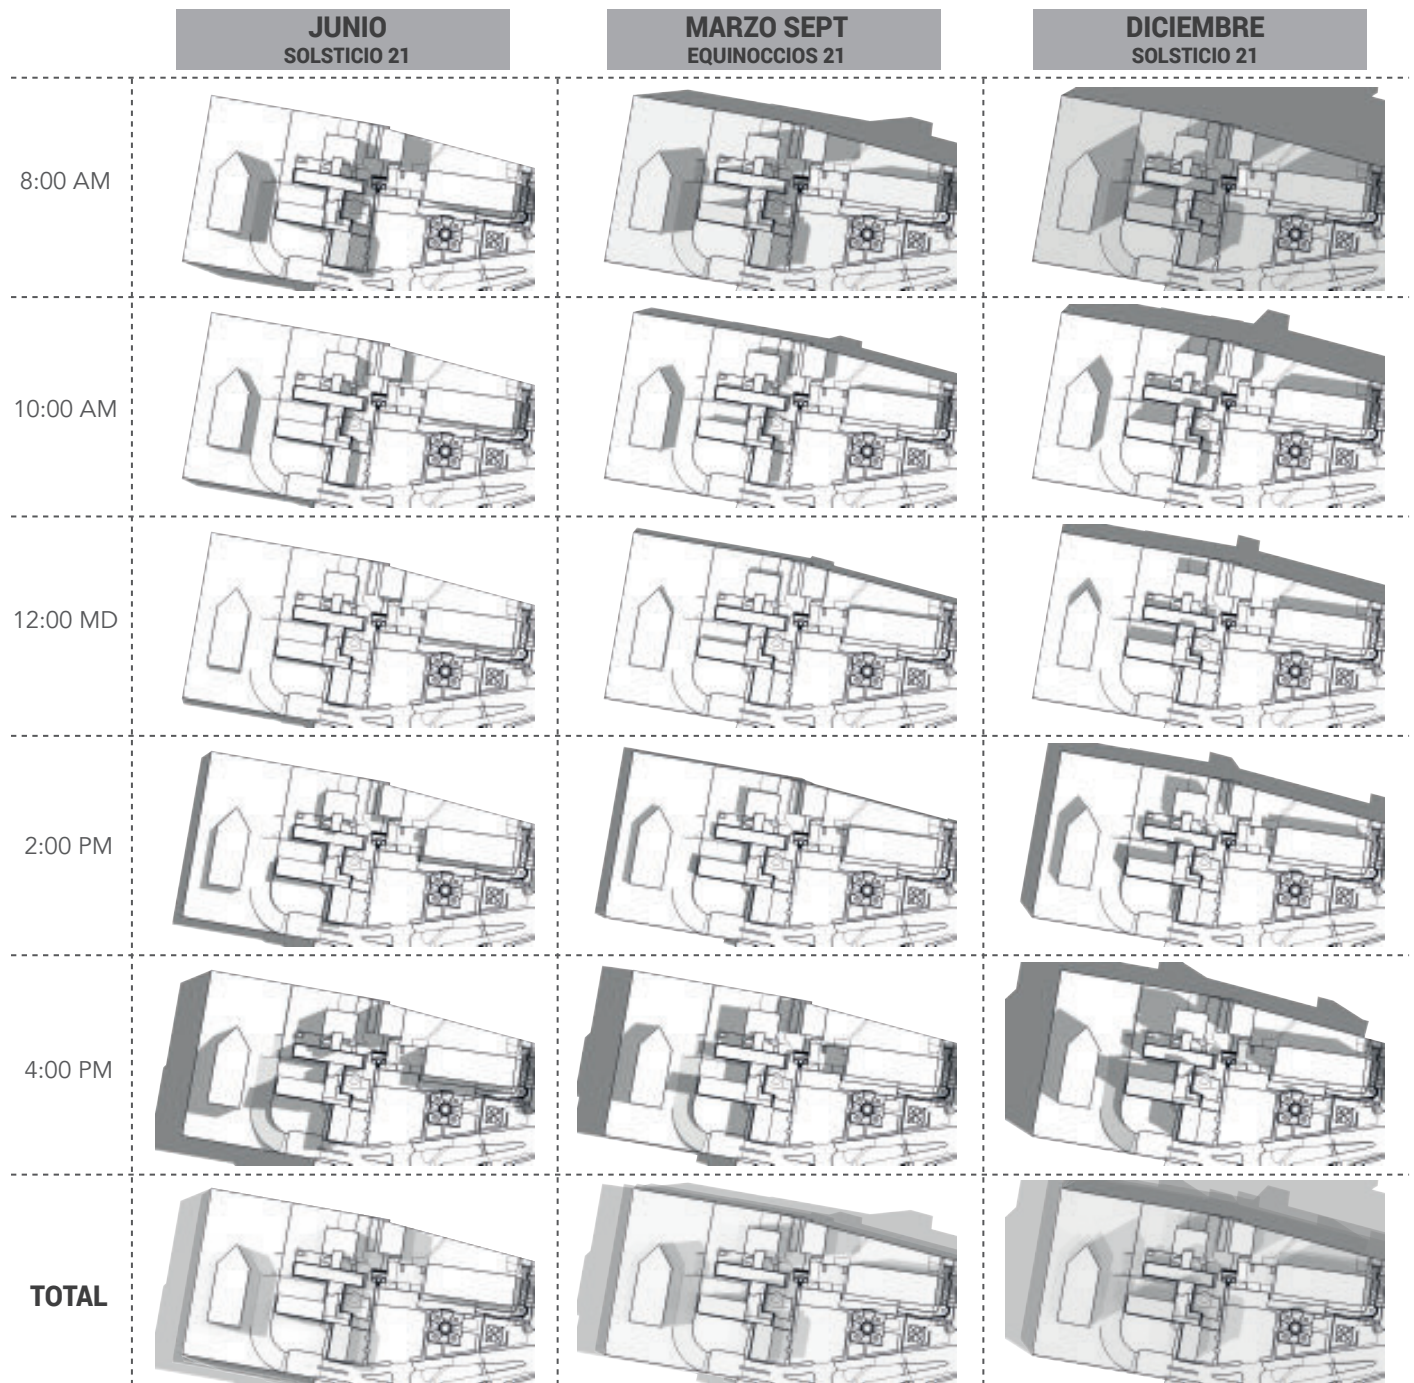 JUNIO
SOLSTICIO 21
MARZO SEPT
EQUINOCCIOS 21
DICIEMBRE
SOLSTICIO 21
8:00 AM
10:00 AM
12:00 MD
2:00 PM
4:00 PM
TOTAL